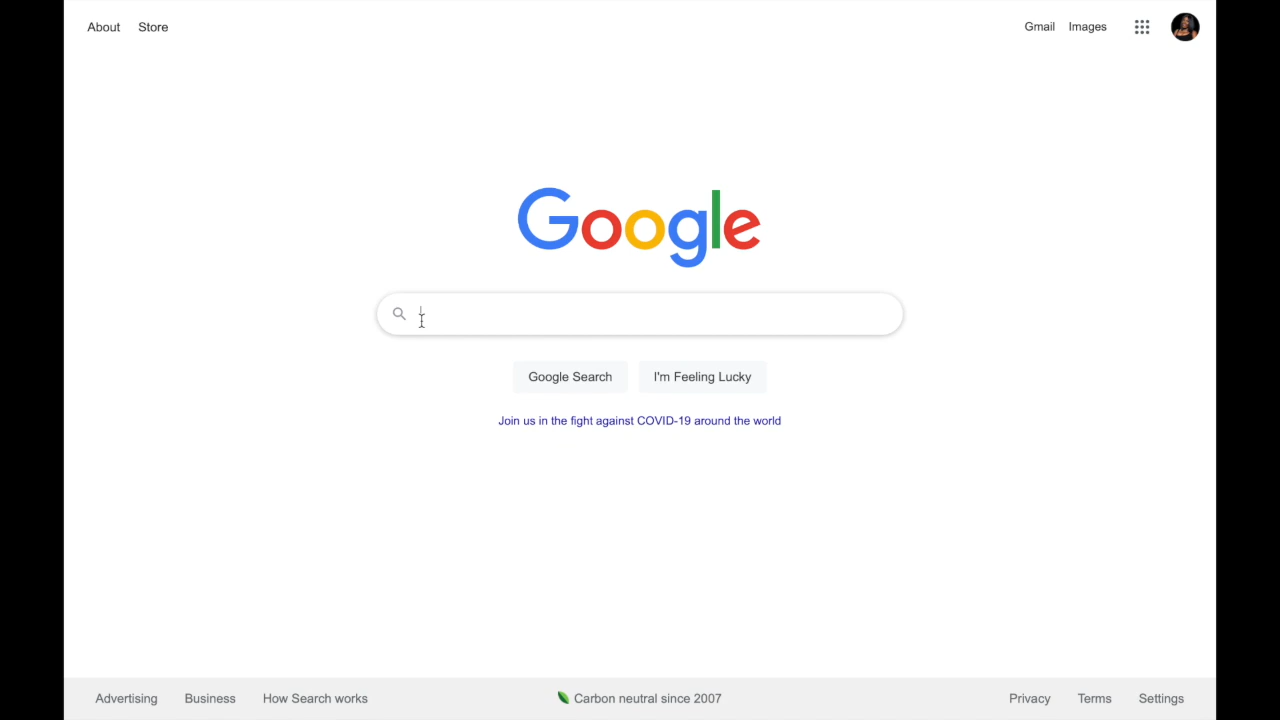 About Store
Gmail Images
Google
Google Search I'm Feeling Lucky
Join us in the fight against COVID-19 around the world
Advertising Business How Search works
Carbon neutral since 2007
Privacy Terms Settings